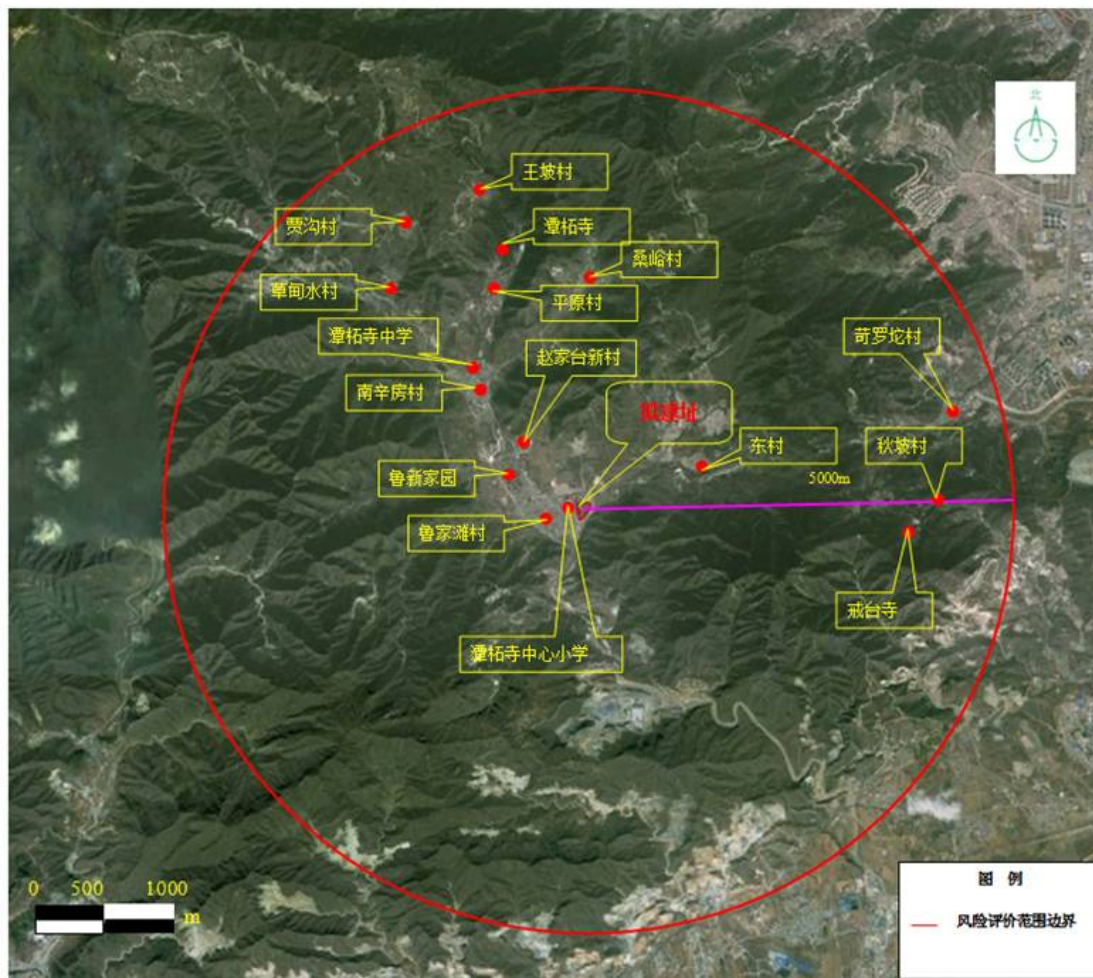 北
王坡村
贾沟村
潭柘寺
桑峪村
草甸水村
平原村
潭柘寺中学
赵家台新村
苛罗坨村
南辛房村
拟建址
东村
秋坡村
5000m
鲁新家园
鲁家滩村
戒台寺
潭柘寺中心小学
0 500 1000
m
图 例
风险评价范围边界